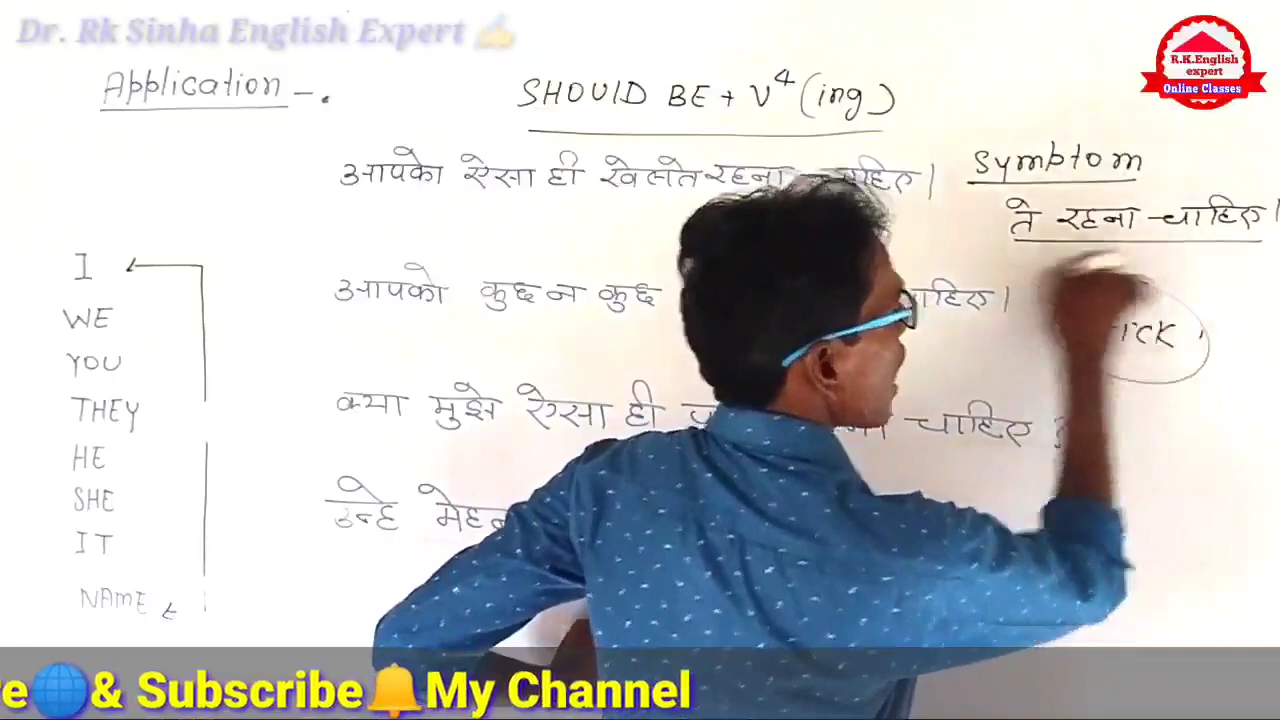 Dr. Rk Sinha English Expert ✍
R.K.English
expert
Online Classes
Application -.
SHOULD BE + V4 (ing)
आपको ऐसा ही खेलते रहना चाहिए।
Symptom
ते रहना चाहिए।
I
WE
YOU
THEY
HE
SHE
IT
NAME
आपको कुछ न कुछ
क्या मुझे ऐसा ही चाहिए
उन्हे
& Subscribe🔔My Channel